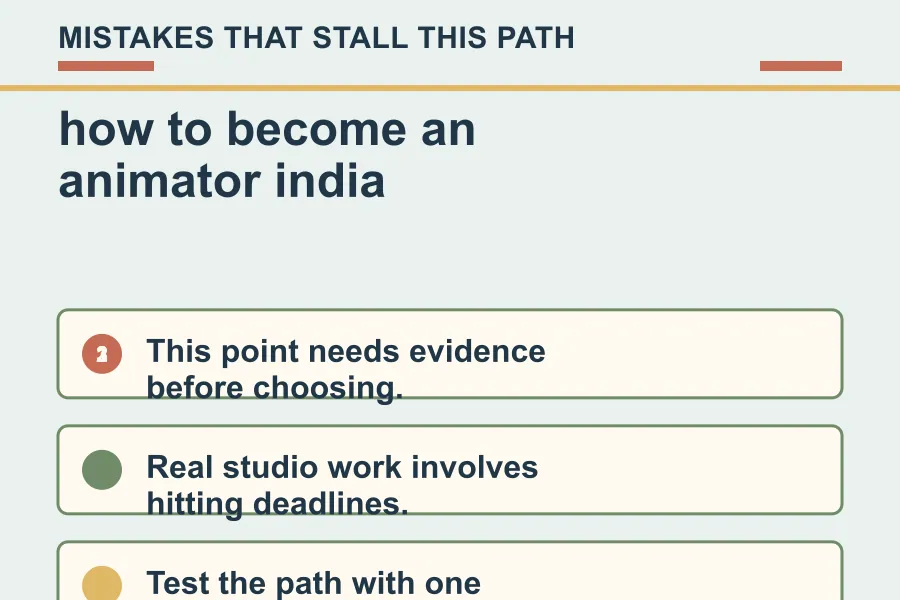 MISTAKES THAT STALL THIS PATH
how to become an
animator india
This point needs evidence
before choosing.
Real studio work involves
hitting deadlines.
Test the path with one